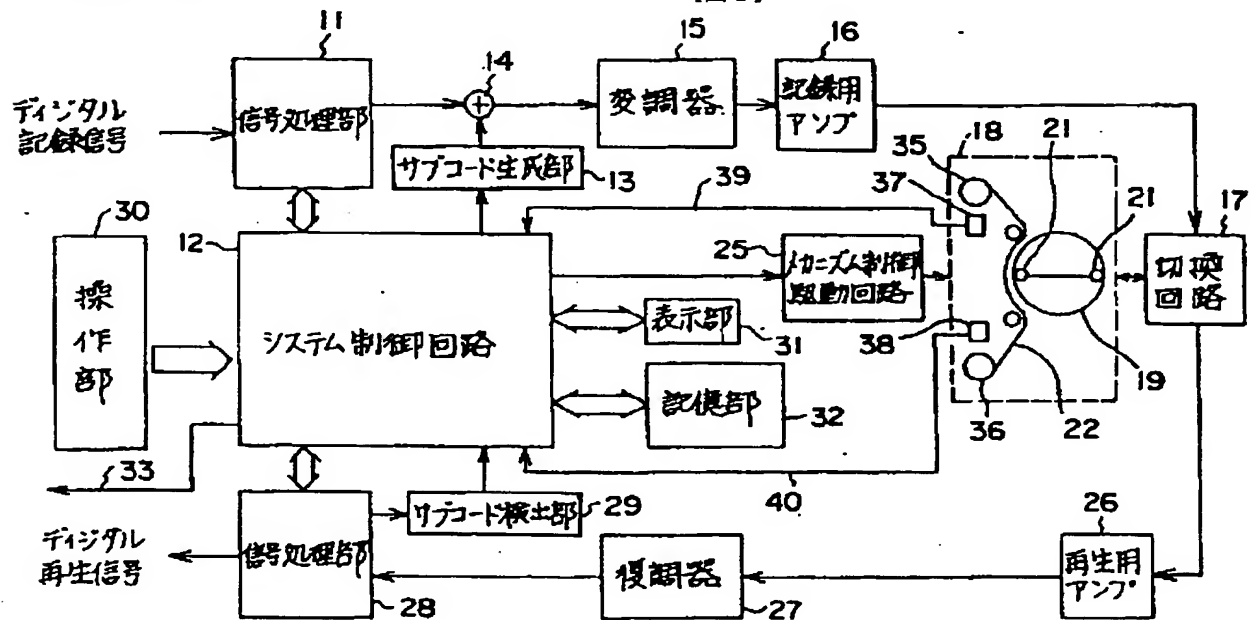 11
15
16
14
ディジタル
記録信号
信号処理部
変調器
記録用
アンプ
18
35
サブコード生成部
13
37
39
21
21
30
12
25
17
操作部
システム制御回路
メカニズム制御
駆動回路
切換
回路
表示部
31
38
記憶部
32
36
22
19
33
40
ディジタル
再生信号
信号処理部
サブコード検出部
29
26
復調器
再生用
アンプ
28
27